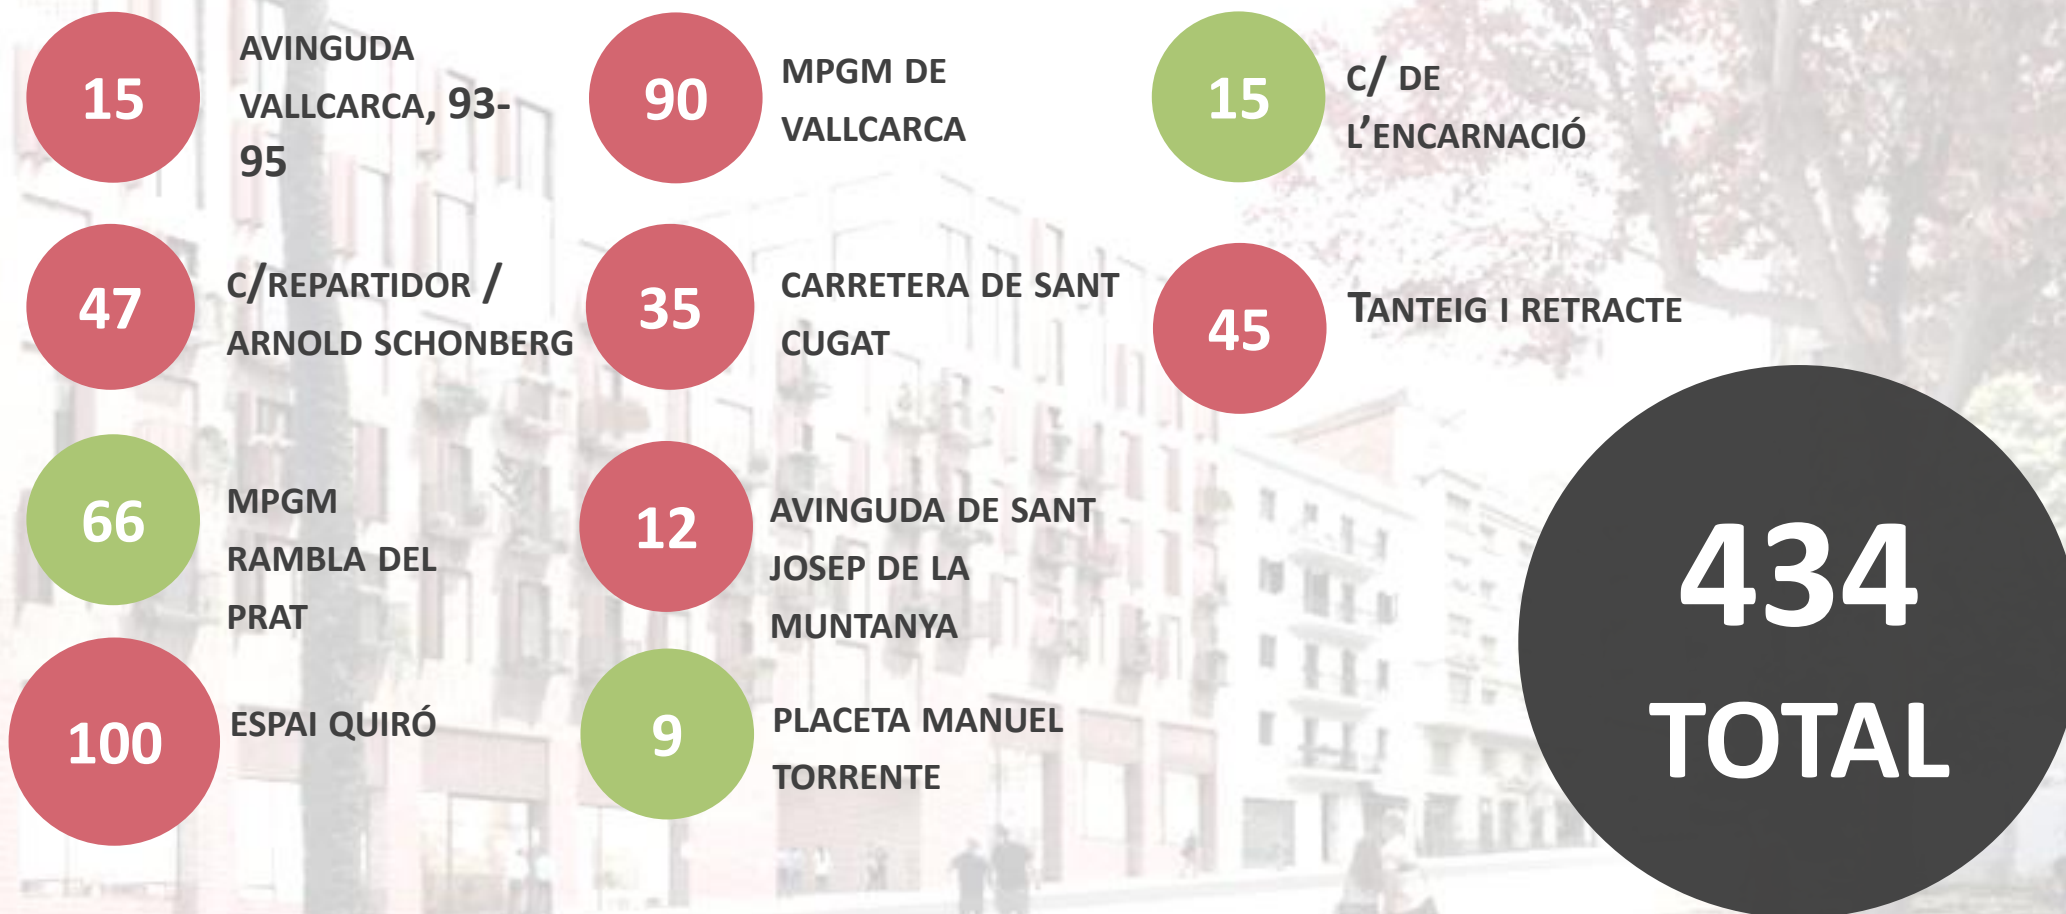 15
AVINGUDA
VALLCARCA, 93-
95
47
C/REPARTIDOR /
ARNOLD SCHONBERG
66
MPGM
RAMBLA DEL
PRAT
100
ESPAI QUIRÓ
90
MPGM DE
VALLCARCA
35
CARRETERA DE SANT
CUGAT
12
AVINGUDA DE SANT
JOSEP DE LA
MUNTANYA
9
PLACETA MANUEL
TORRENTE
15
C/ DE
L’ENCARNACIÓ
45
TANTEIG I RETRACTE
434
TOTAL